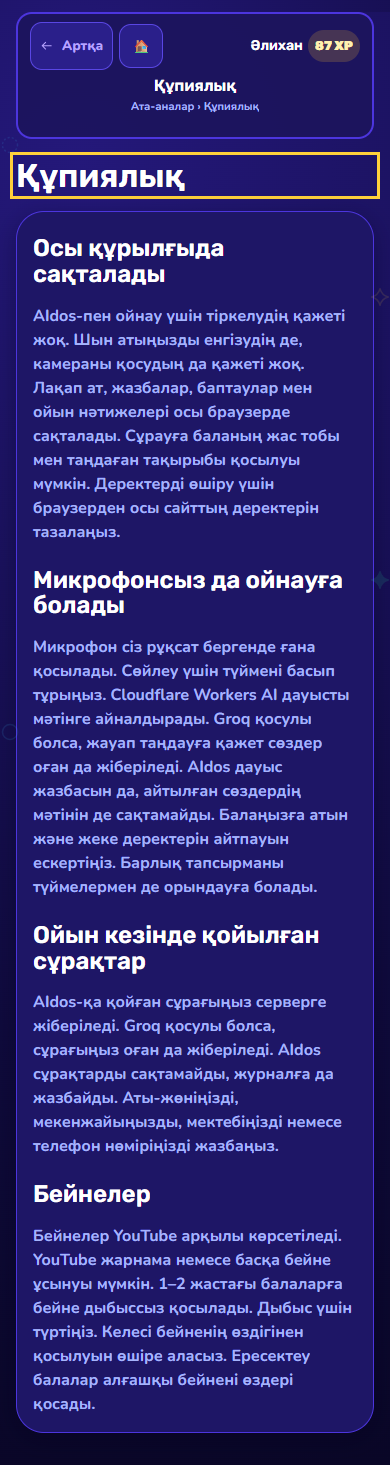 ← Артқа
Әлихан 87 XP
Құпиялық
Ата-аналар › Құпиялық
Құпиялық
Осы құрылғыда
сақталады
Aldos-пен ойнау үшін тіркелудің қажеті
жоқ. Шын атыңызды енгізудің де,
камераны қосудың да қажеті жоқ.
Лақап ат, жазбалар, баптаулар мен
ойын нәтижелері осы браузерде
сақталады. Сұрауға баланың жас тобы
мен таңдаған тақырыбы қосылуы
мүмкін. Деректерді өшіру үшін
браузерден осы сайттың деректерін
тазалаңыз.
Микрофонсыз да ойнауға
болады
Микрофон сіз рұқсат бергенде ғана
қосылады. Сөйлеу үшін түймені басып
тұрыңыз. Cloudflare Workers AI дауысты
мәтінге айналдырады. Groq қосулы
болса, жауап таңдауға қажет сөздер
оған да жіберіледі. Aldos дауыс
жазбасын да, айтылған сөздердің
мәтінін де сақтамайды. Балаңызға атын
және жеке деректерін айтпауын
ескертіңіз. Барлық тапсырманы
түймелермен де орындауға болады.
Ойын кезінде қойылған
сұрақтар
Aldos-қа қойған сұрағыңыз серверге
жіберіледі. Groq қосулы болса,
сұрағыңыз оған да жіберіледі. Aldos
сұрақтарды сақтамайды, журналға да
жазбайды. Аты-жөніңізді,
мекенжайыңызды, мектебіңізді немесе
телефон нөміріңізді жазбаңыз.
Бейнелер
Бейнелер YouTube арқылы көрсетіледі.
YouTube жарнама немесе басқа бейне
ұсынуы мүмкін. 1–2 жастағы балаларға
бейне дыбыссыз қосылады. Дыбыс үшін
түртіңіз. Келесі бейненің өздігінен
қосылуын өшіре аласыз. Ересектеу
балалар алғашқы бейнені өздері
қосады.